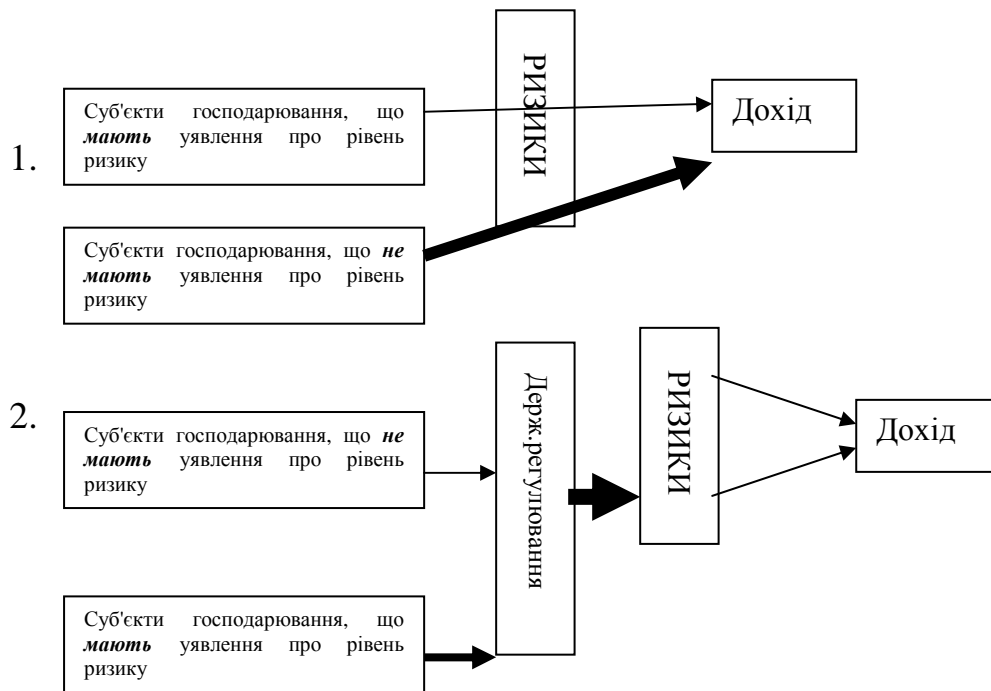 1.
Суб'єкти господарювання, що
мають уявлення про рівень
ризику
РИЗИКИ
Дохід
Суб'єкти господарювання, що не
мають уявлення про рівень
ризику
2.
Суб'єкти господарювання, що не
мають уявлення про рівень
ризику
Держ.регулювання
РИЗИКИ
Дохід
Суб'єкти господарювання, що
мають уявлення про рівень
ризику